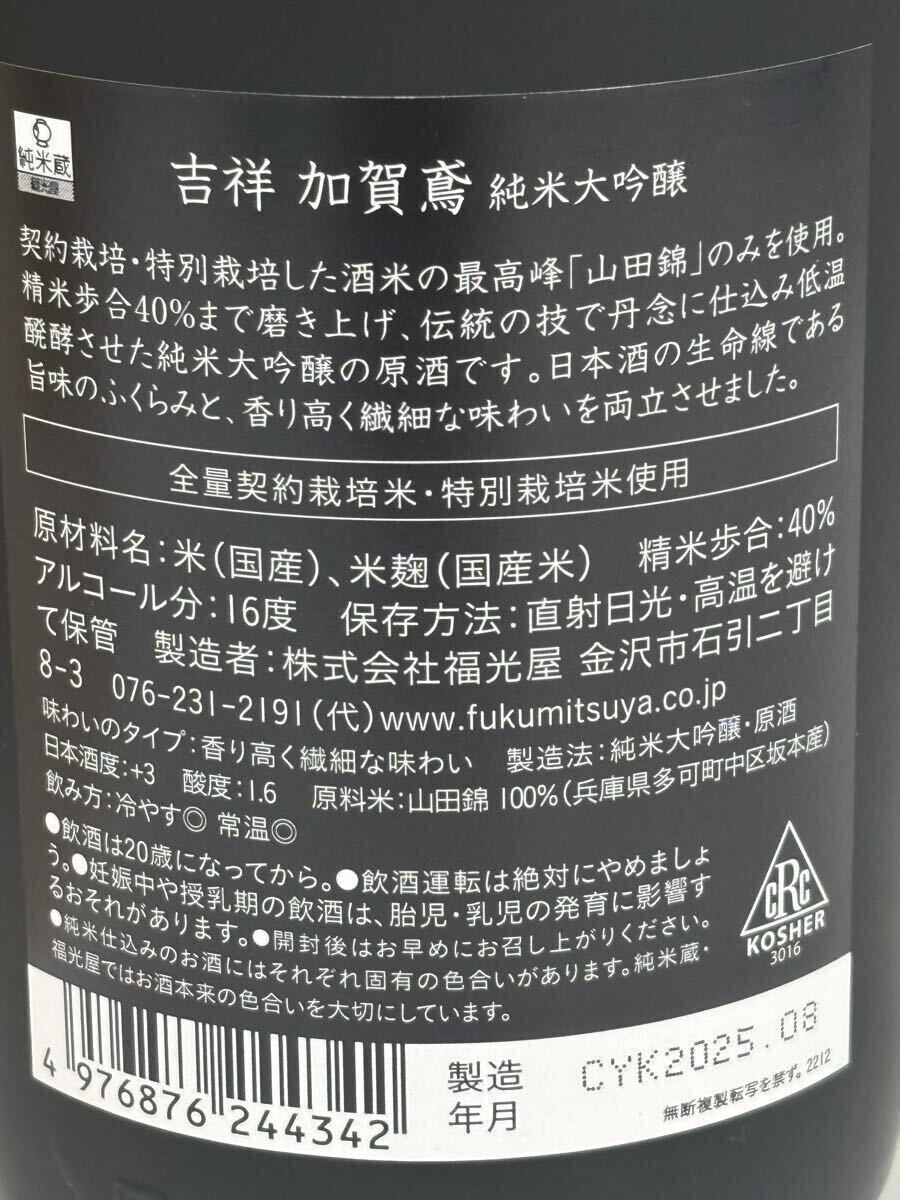 純米蔵
福光屋
吉祥 加賀鳶 純米大吟醸
契約栽培・特別栽培した酒米の最高峰「山田錦」のみを使用。
精米歩合40%まで磨き上げ、伝統の技で丹念に仕込み低温
醗酵させた純米大吟醸の原酒です。日本酒の生命線である
旨味のふくらみと、香り高く繊細な味わいを両立させました。
全量契約栽培米・特別栽培米使用
原材料名：米（国産）、米麹（国産米） 精米歩合：40%
アルコール分：16度 保存方法：直射日光・高温を避け
て保管 製造者：株式会社福光屋 金沢市石引二丁目
8-3 076-231-2191（代）www.fukumitsuya.co.jp
味わいのタイプ：香り高く繊細な味わい 製造法：純米大吟醸・原酒
日本酒度：+3 酸度：1.6 原料米：山田錦 100%（兵庫県多可町中区坂本産）
飲み方：冷やす◎ 常温◎
●飲酒は20歳になってから。●飲酒運転は絶対にやめましょ
う。●妊娠中や授乳期の飲酒は、胎児・乳児の発育に影響す
るおそれがあります。●開封後はお早めにお召し上がりください。
●純米仕込みのお酒にはそれぞれ固有の色合いがあります。純米蔵・
福光屋ではお酒本来の色合いを大切にしています。
CRC
KOSHER
3016
4 976876 244342
製造
年月
CYK2025.08
無断複製転写を禁ず。2212